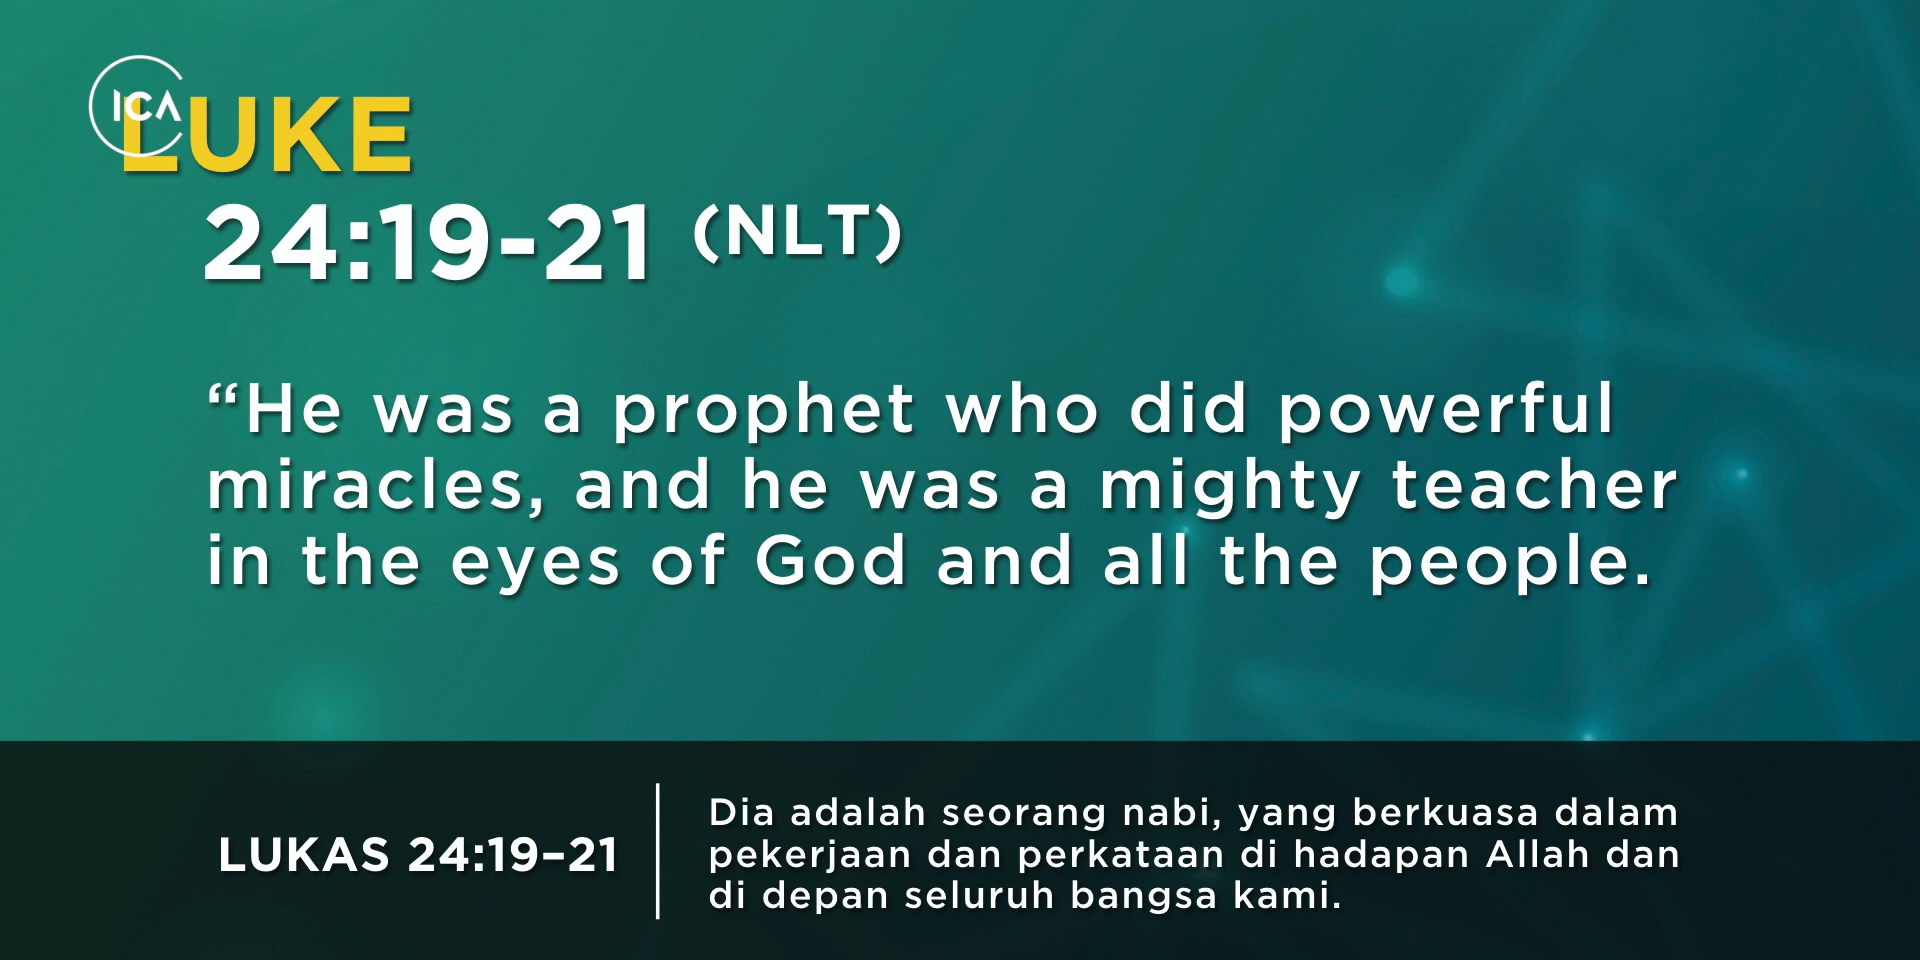 ICA
LUKE
24:19-21 (NLT)
“He was a prophet who did powerful
miracles, and he was a mighty teacher
in the eyes of God and all the people.
LUKAS 24:19–21
Dia adalah seorang nabi, yang berkuasa dalam
pekerjaan dan perkataan di hadapan Allah dan
di depan seluruh bangsa kami.